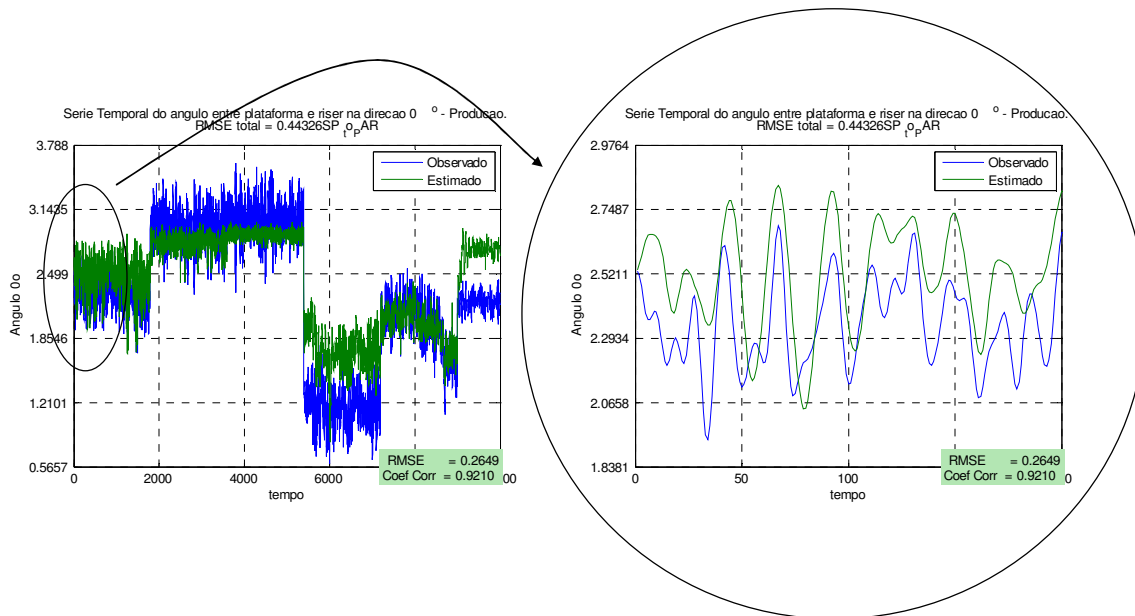 Serie Temporal do angulo entre plataforma e riser na direcao 0 o - Producao.
RMSE total = 0.44326SPtoPAR
3.788
3.1435
2.499
1.8546
1.2101
0.5657
Angulo 0o
Observado
Estimado
RMSE = 0.2649
Coef Corr = 0.9210
0
2000
4000
6000
00
tempo
Serie Temporal do angulo entre plataforma e riser na direcao 0 o - Producao.
RMSE total = 0.44326SPtoPAR
2.9764
2.7487
2.5211
2.2934
2.0658
1.8381
Angulo 0o
Observado
Estimado
RMSE = 0.2649
Coef Corr = 0.9210
0
50
100
0
tempo